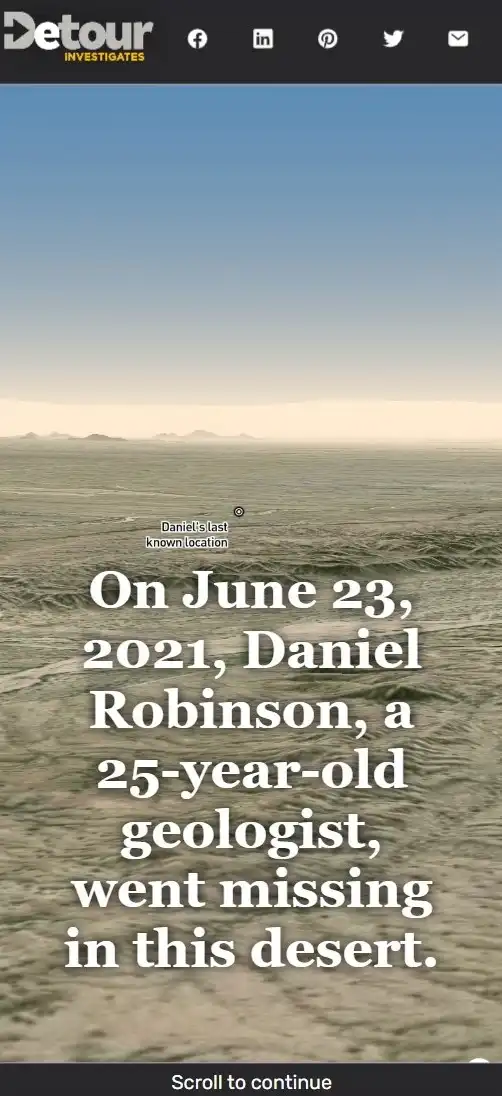 Detour
INVESTIGATES
Daniel's last
known location
On June 23,
2021, Daniel
Robinson, a
25-year-old
geologist,
went missing
in this desert.
Scroll to continue